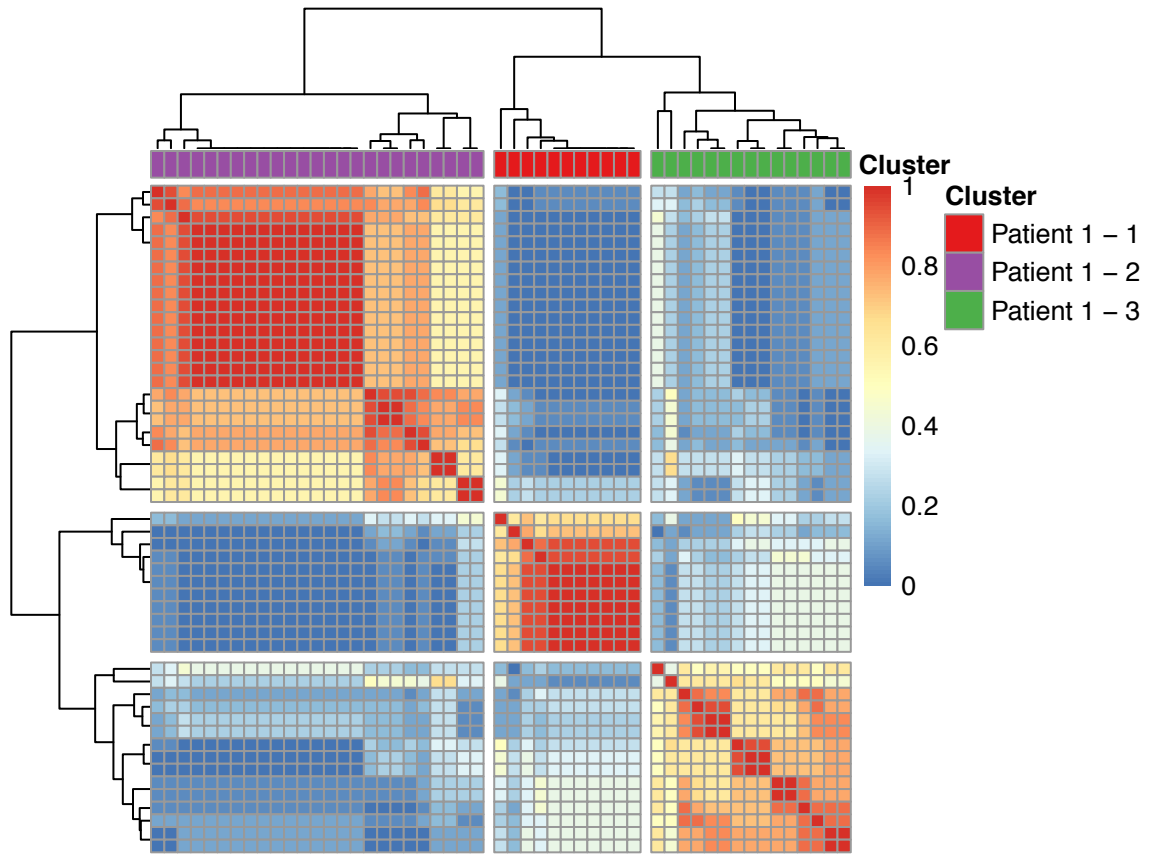 Cluster
1
0.8
0.6
0.4
0.2
0
Cluster
Patient 1 − 1
Patient 1 − 2
Patient 1 − 3